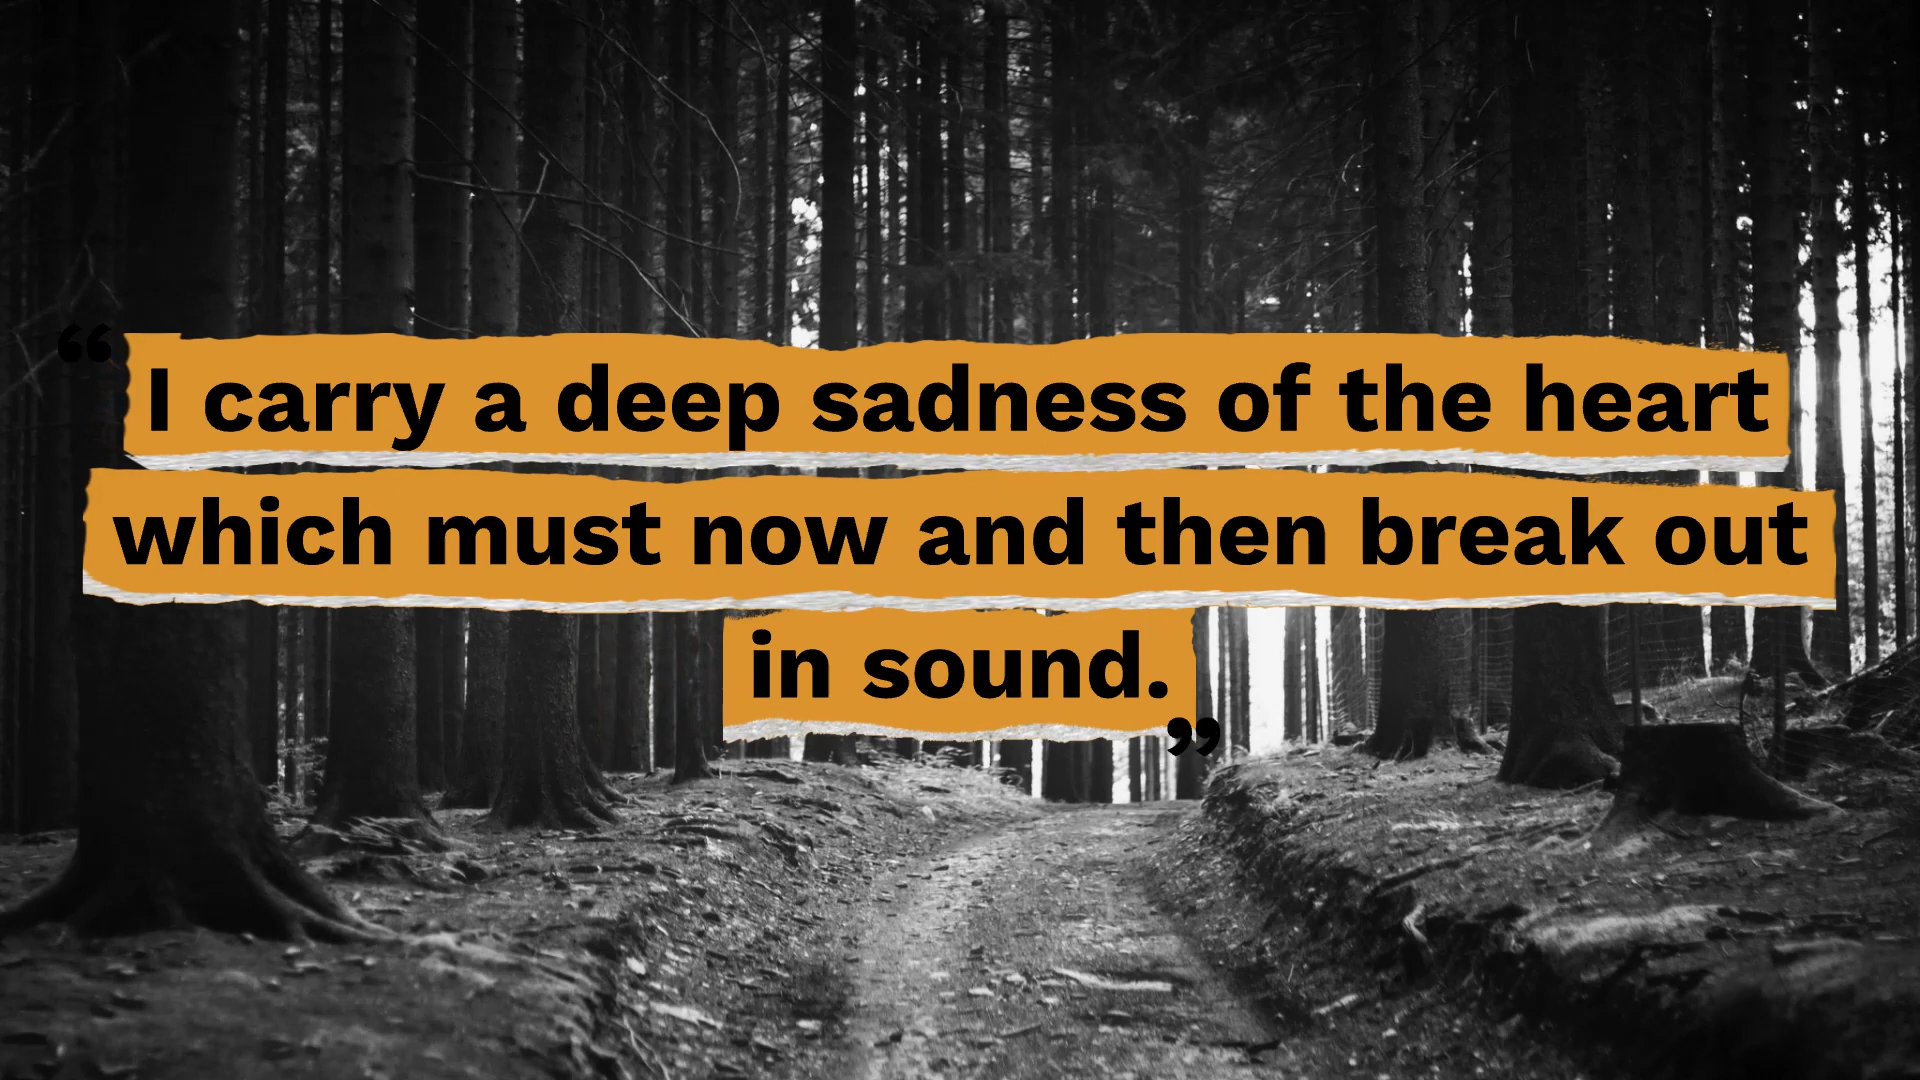 “I carry a deep sadness of the heart
which must now and then break out
in sound.”